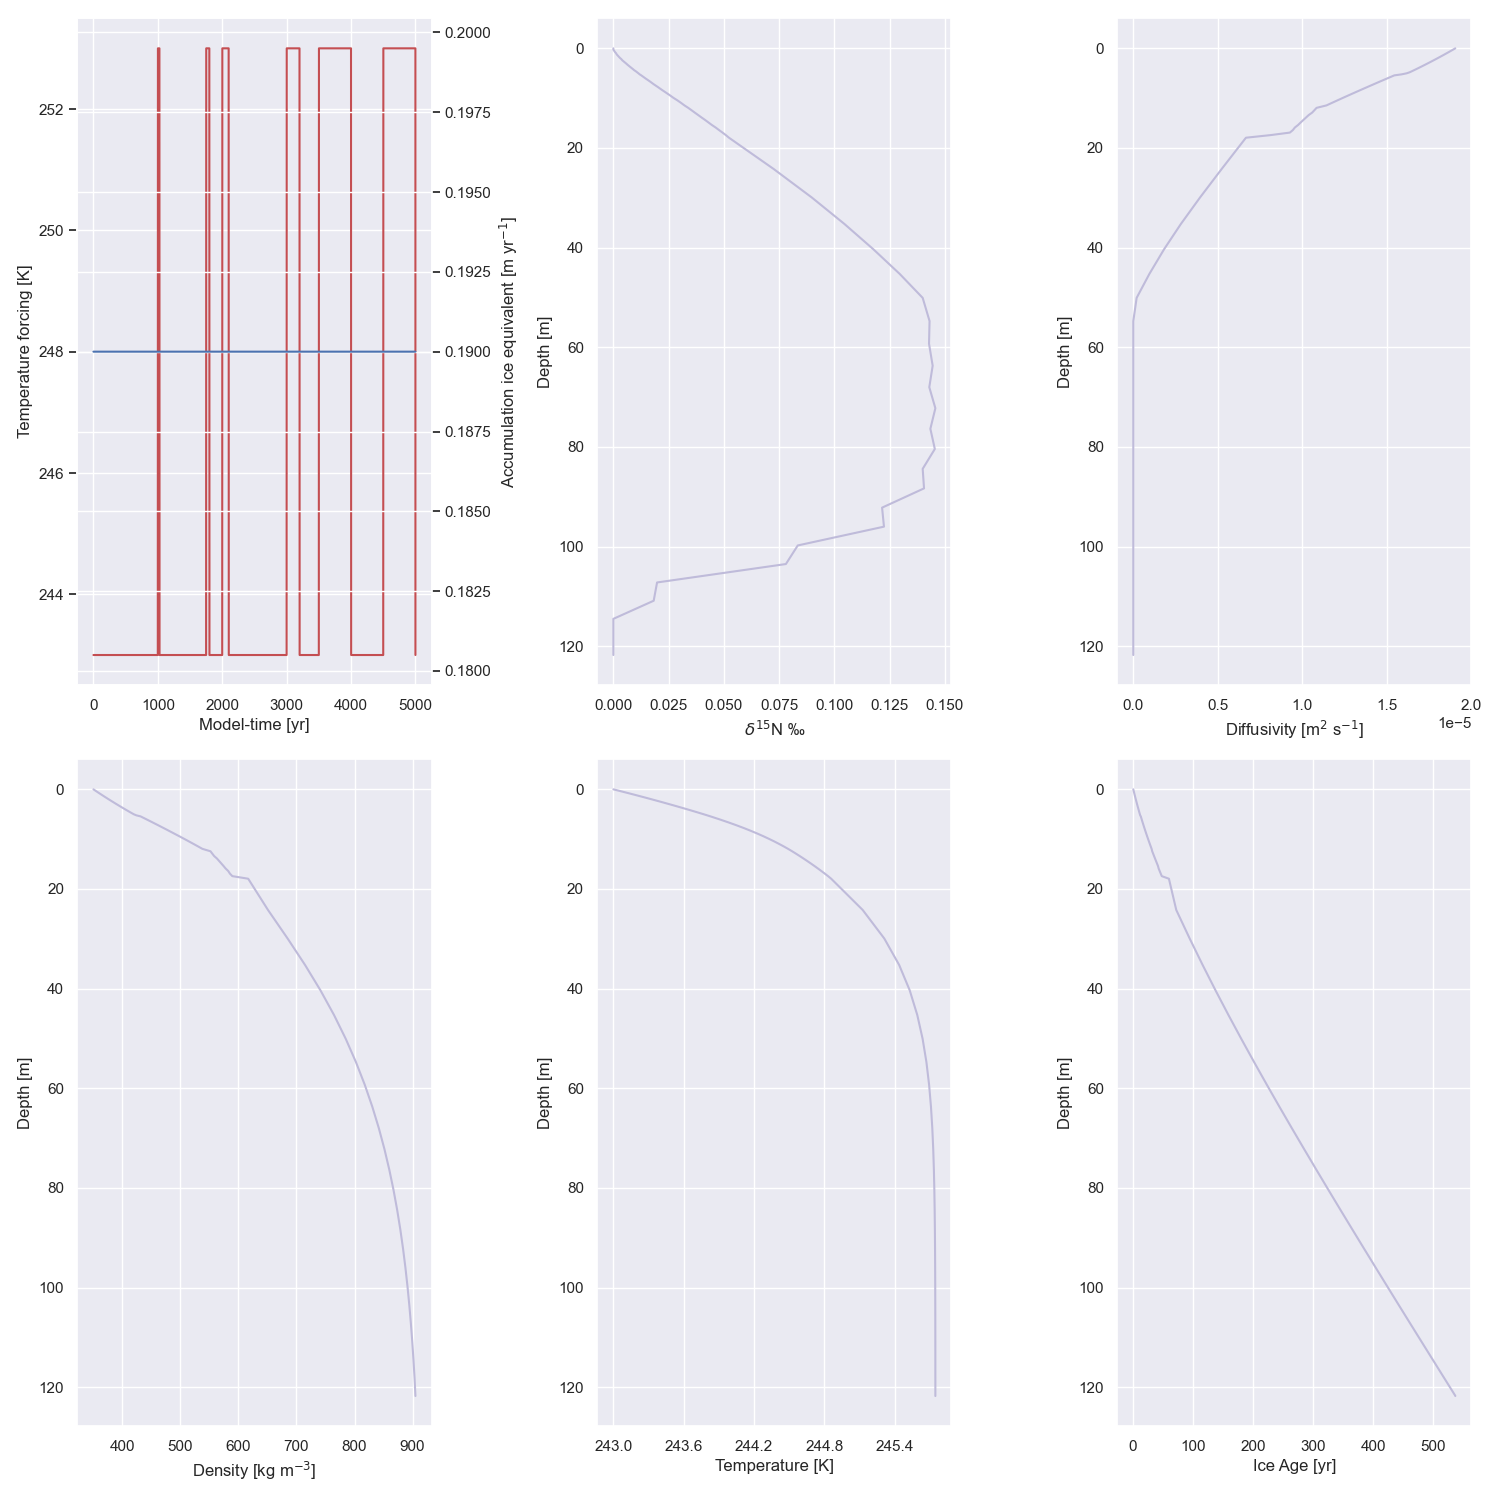 Temperature forcing [K]
252
250
248
246
244
0.2000
0.1975
0.1950
0.1925
0.1900
0.1875
0.1850
0.1825
0.1800
Accumulation ice equivalent [m yr⁻¹]
0 1000 2000 3000 4000 5000
Model-time [yr]
Depth [m]
0
20
40
60
80
100
120
0.000 0.025 0.050 0.075 0.100 0.125 0.150
δ¹⁵N ‰
Depth [m]
0
20
40
60
80
100
120
0.0 0.5 1.0 1.5 2.0
1e−5
Diffusivity [m² s⁻¹]
Depth [m]
0
20
40
60
80
100
120
400 500 600 700 800 900
Density [kg m⁻³]
Depth [m]
0
20
40
60
80
100
120
243.0 243.6 244.2 244.8 245.4
Temperature [K]
Depth [m]
0
20
40
60
80
100
120
0 100 200 300 400 500
Ice Age [yr]